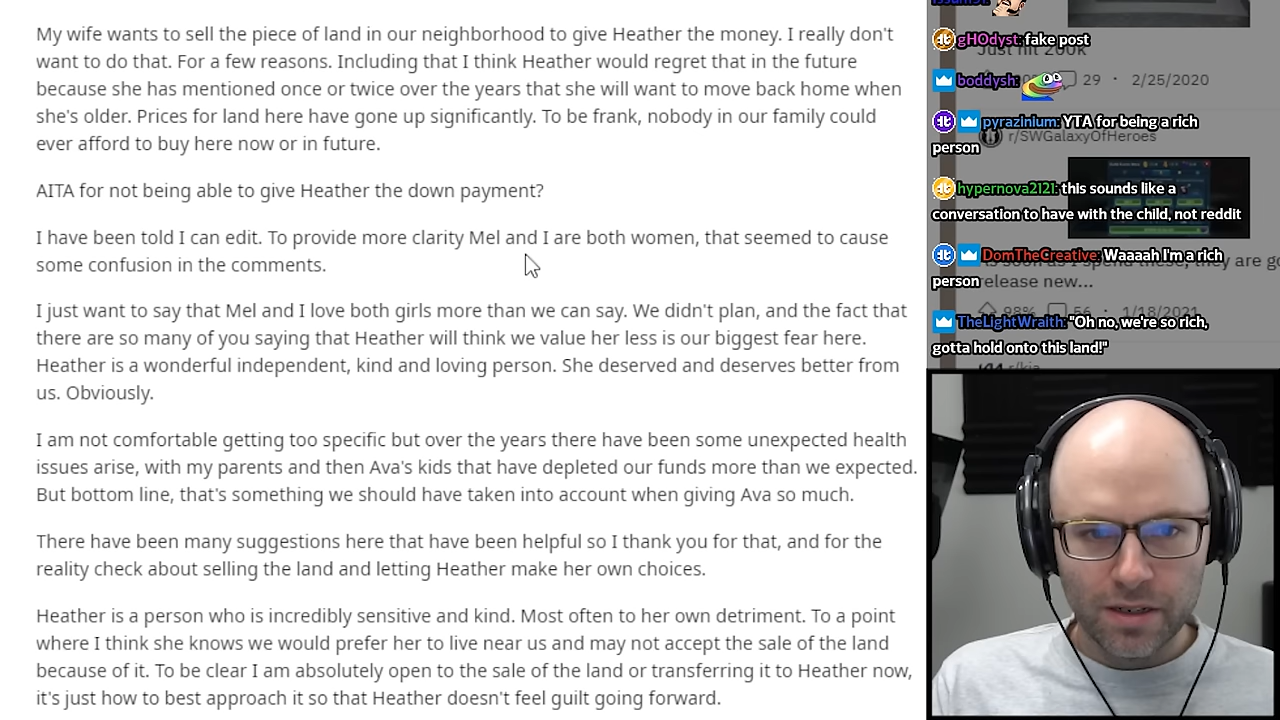 My wife wants to sell the piece of land in our neighborhood to give Heather the money. I really don't
want to do that. For a few reasons. Including that I think Heather would regret that in the future
because she has mentioned once or twice over the years that she will want to move back home when
she's older. Prices for land here have gone up significantly. To be frank, nobody in our family could
ever afford to buy here now or in future.
AITA for not being able to give Heather the down payment?
I have been told I can edit. To provide more clarity Mel and I are both women, that seemed to cause
some confusion in the comments.
I just want to say that Mel and I love both girls more than we can say. We didn't plan, and the fact that
there are so many of you saying that Heather will think we value her less is our biggest fear here.
Heather is a wonderful independent, kind and loving person. She deserved and deserves better from
us. Obviously.
I am not comfortable getting too specific but over the years there have been some unexpected health
issues arise, with my parents and then Ava's kids that have depleted our funds more than we expected.
But bottom line, that's something we should have taken into account when giving Ava so much.
There have been many suggestions here that have been helpful so I thank you for that, and for the
reality check about selling the land and letting Heather make her own choices.
Heather is a person who is incredibly sensitive and kind. Most often to her own detriment. To a point
where I think she knows we would prefer her to live near us and may not accept the sale of the land
because of it. To be clear I am absolutely open to the sale of the land or transferring it to Heather now,
it's just how to best approach it so that Heather doesn't feel guilt going forward.
gHOdyst: fake post
Just hit 200k
boddysh:
29 · 2/25/2020
pyrazinium: YTA for being a rich
person
r/SWGalaxyOfHeroes
hypernova2121: this sounds like a
conversation to have with the child, not reddit
DomTheCreative: Waaaah I'm a rich
person
as soon as I spend these, they are go
release new...
98% 56 · 1/18/2021
TheLightWraith: "Oh no, we're so rich,
gotta hold onto this land!"